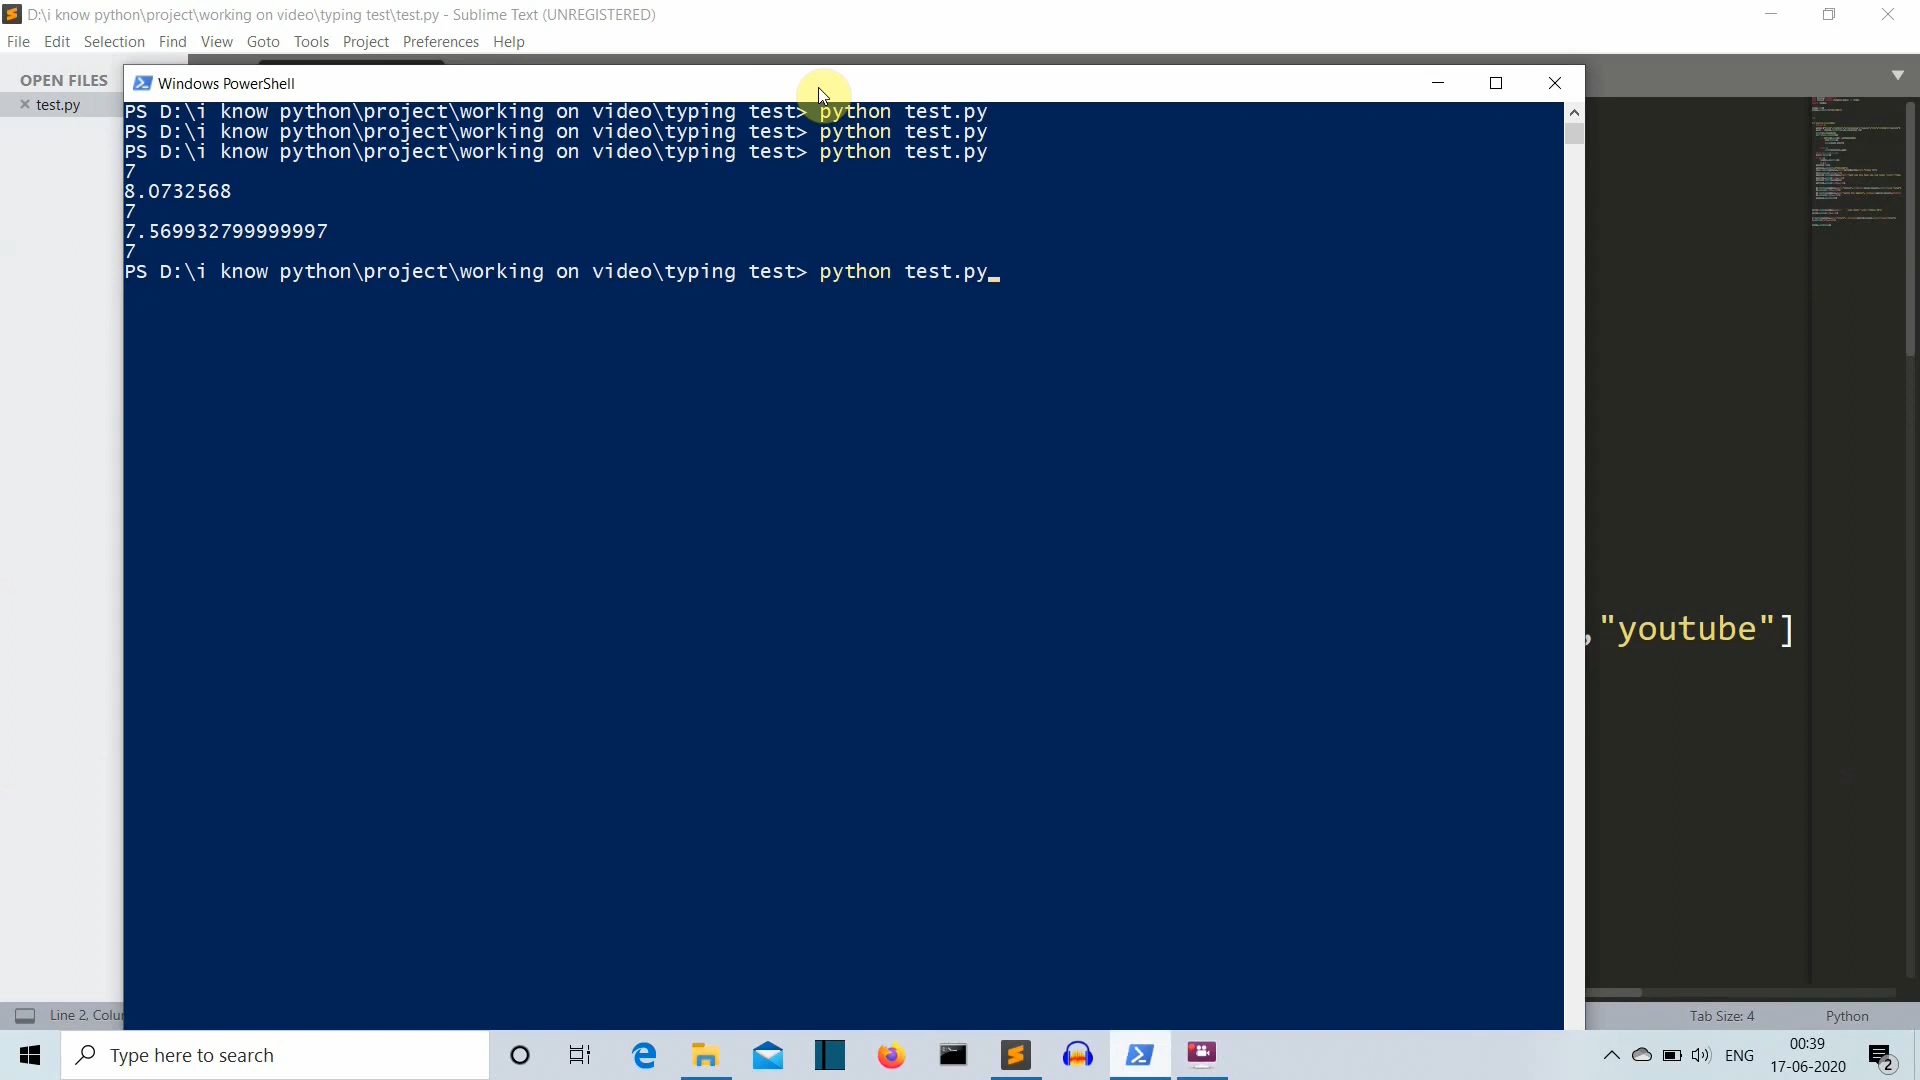 D:\i know python\project\working on video\typing test\test.py - Sublime Text (UNREGISTERED)
File Edit Selection Find View Goto Tools Project Preferences Help
OPEN FILES
test.py
Windows PowerShell
PS D:\i know python\project\working on video\typing test> python test.py
PS D:\i know python\project\working on video\typing test> python test.py
PS D:\i know python\project\working on video\typing test> python test.py
7
8.0732568
7
7.569932799999997
7
PS D:\i know python\project\working on video\typing test> python test.py
,"youtube"]
Line 2, Colu
Tab Size: 4
Python
Type here to search
ENG
00:39
17-06-2020
2